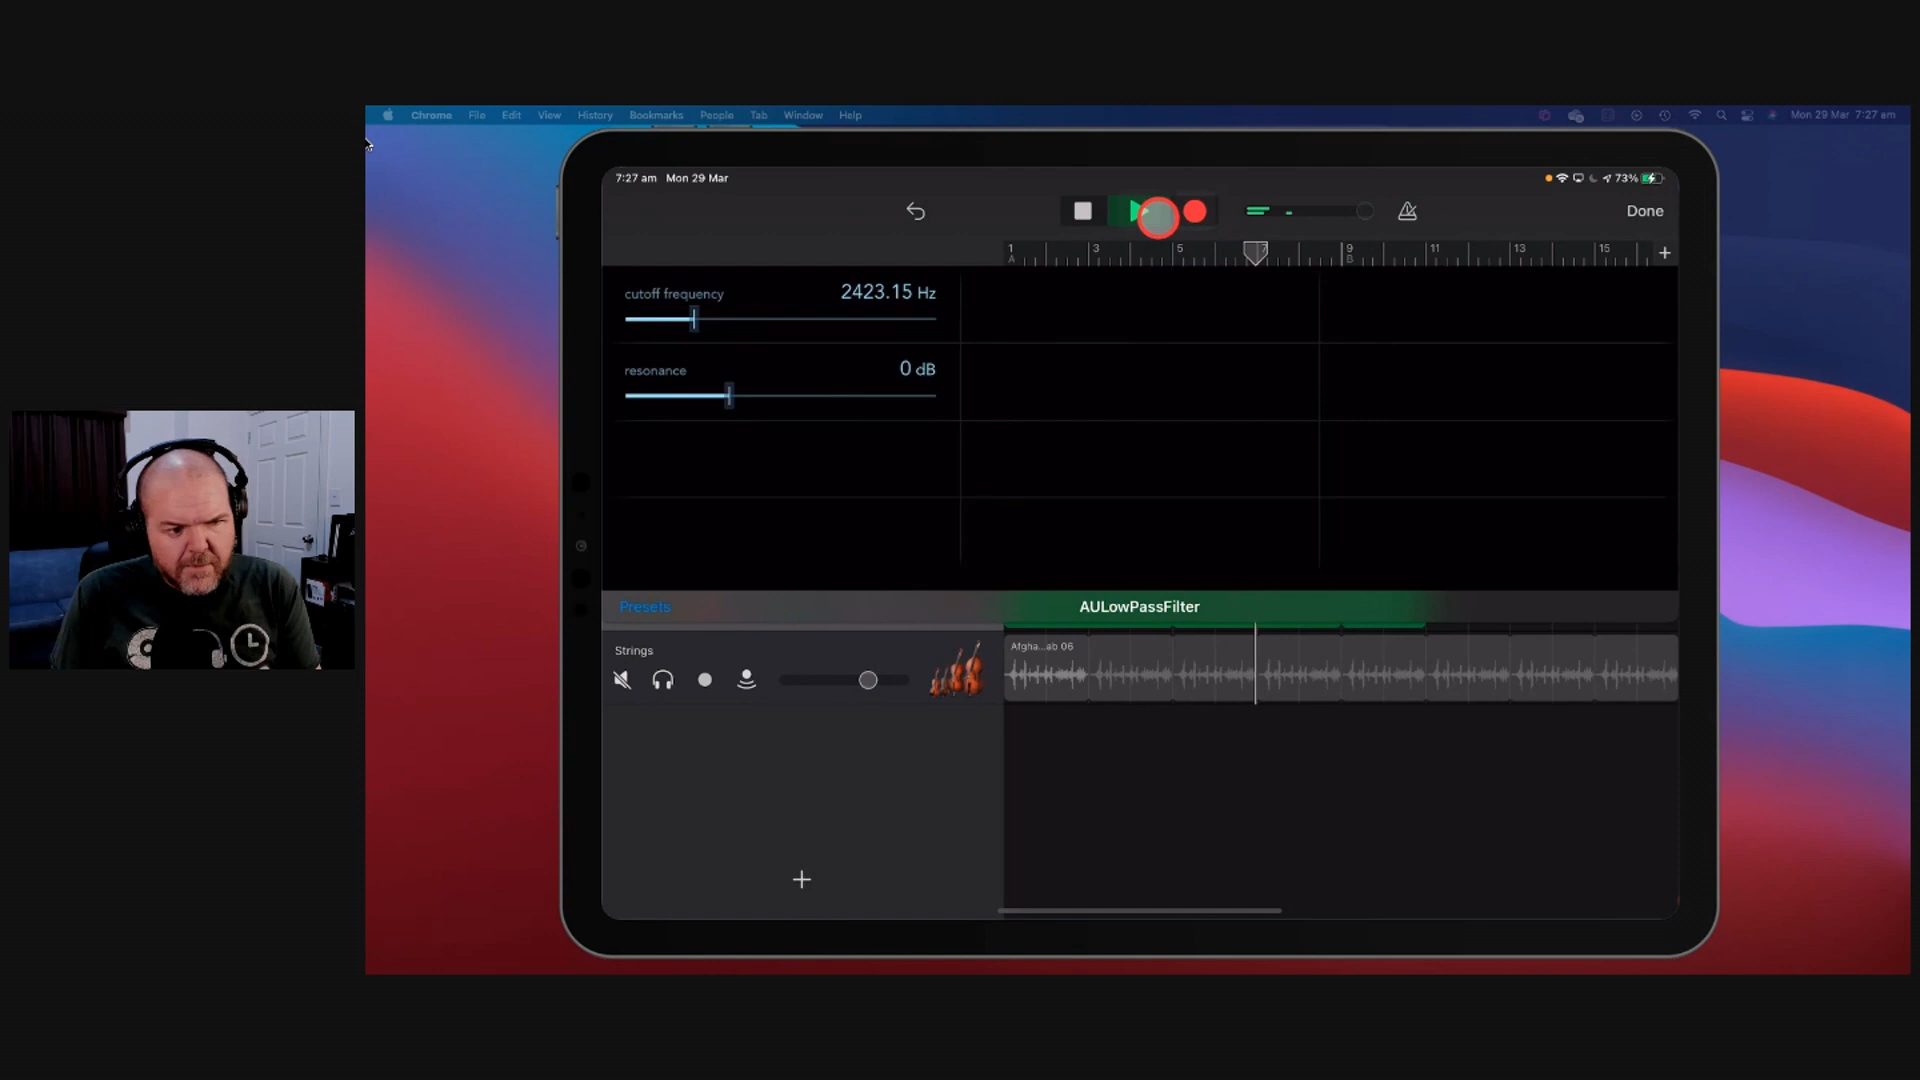 Chrome File Edit View History Bookmarks People Tab Window Help
Mon 29 Mar 7:27 am
7:27 am Mon 29 Mar
73%
Done
1 3 5 7 9 11 13 15
A B
cutoff frequency 2423.15 Hz
resonance 0 dB
Presets AULowPassFilter
Strings
Afgha...ab 06